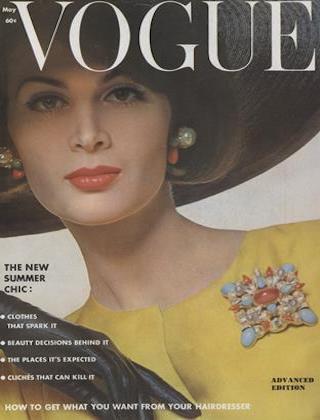 May
60¢
VOGUE
THE NEW
SUMMER
CHIC:
• CLOTHES
THAT SPARK IT
• BEAUTY DECISIONS BEHIND IT
• THE PLACES IT'S EXPECTED
• CLICHÉS THAT CAN KILL IT
ADVANCED
EDITION
HOW TO GET WHAT YOU WANT FROM YOUR HAIRDRESSER